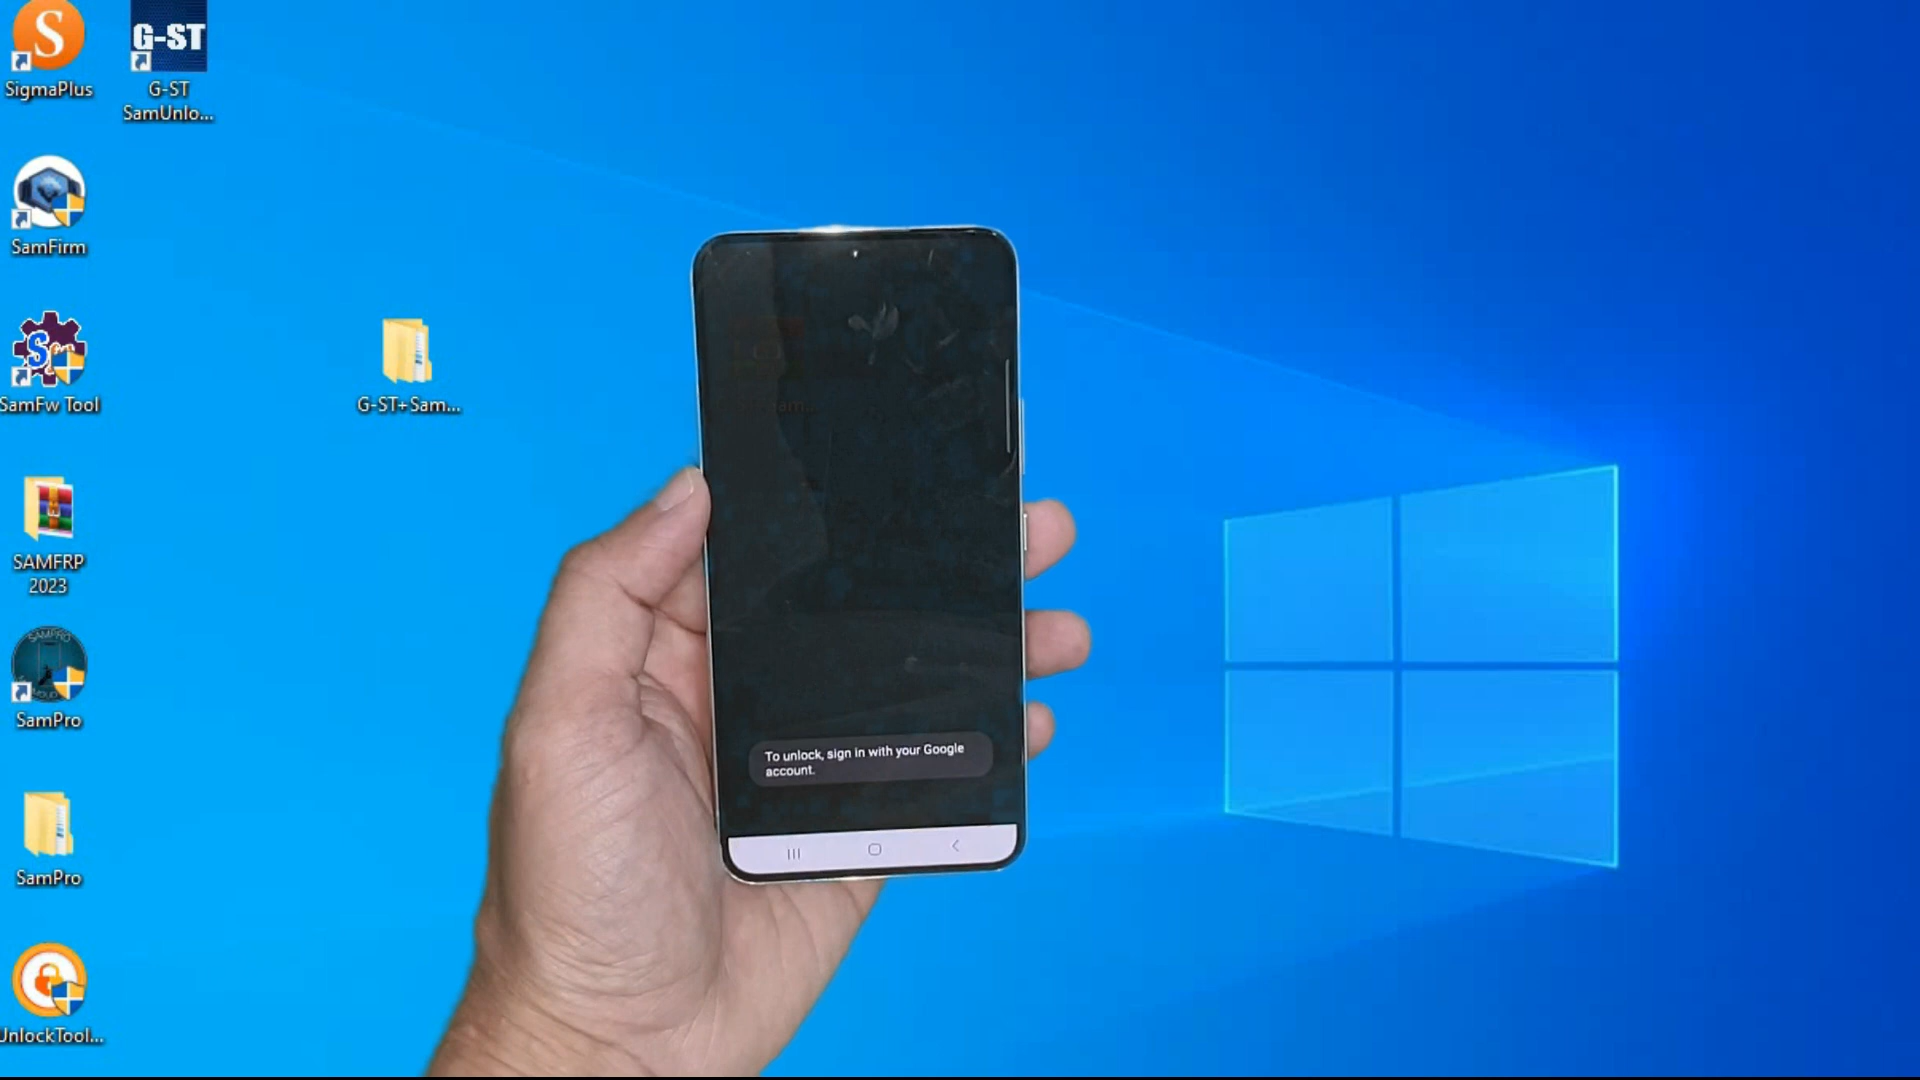 S
SigmaPlus
G-ST
G-ST
SamUnlo...
SamFirm
SamFw Tool
G-ST+Sam...
SAMFRP
2023
SAMPRO
SamPro
To unlock, sign in with your Google
account.
SamPro
UnlockTool...